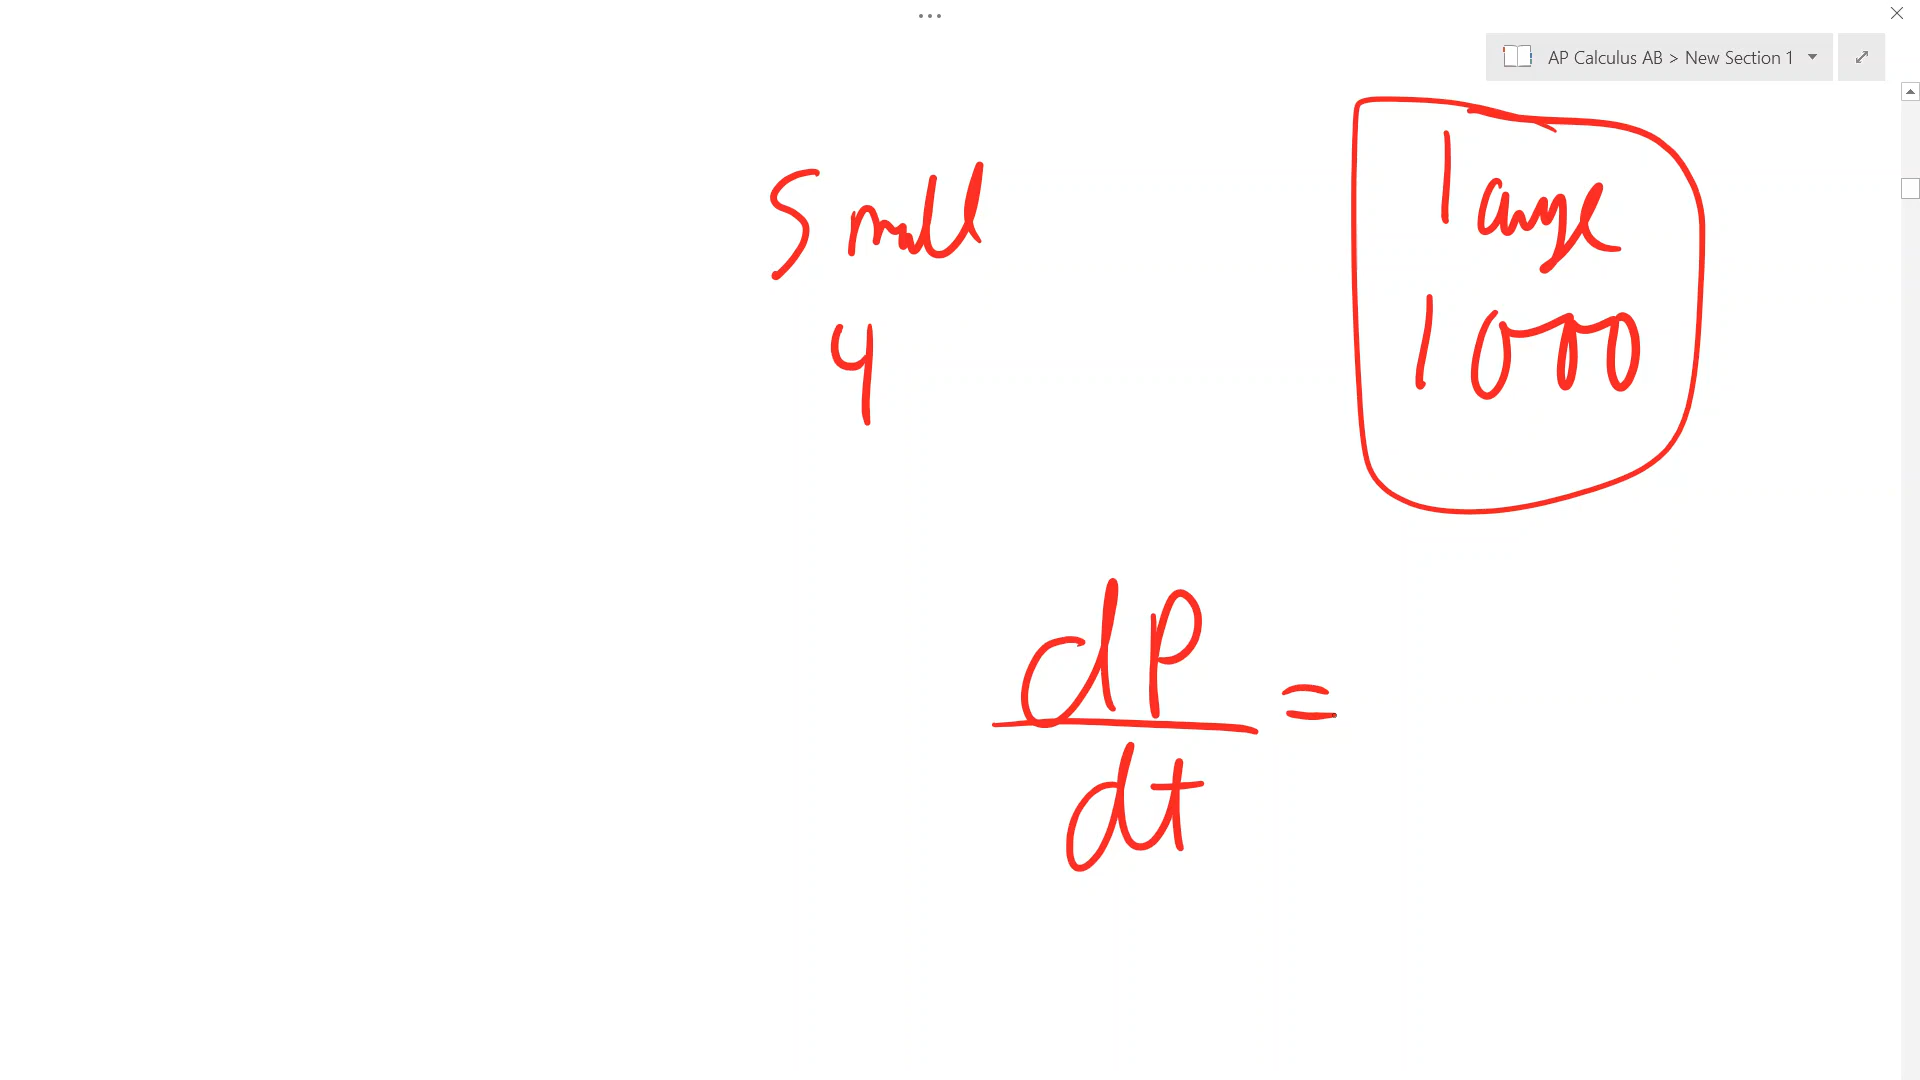 ...
AP Calculus AB > New Section 1
Small
large
4
1000
dP
=
dt